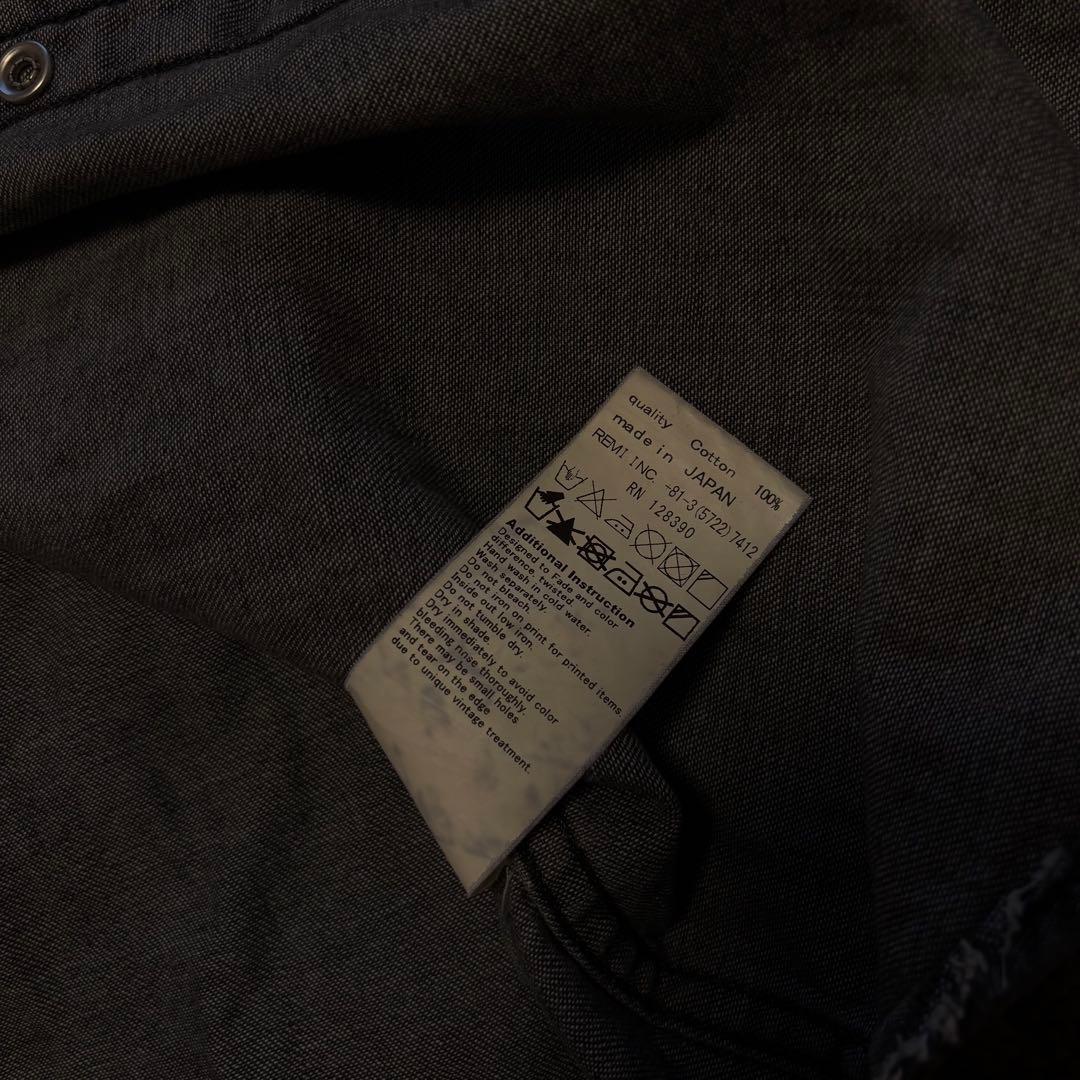 quality Cotton 100%
made in JAPAN
REMI INC. -81-3(5722)7412
RN 128390
Additional Instruction
Designed to Fade and color
difference. twisted.
Hand wash in cold water.
Wash separately.
Do not bleach.
Do not iron on print for printed items.
Inside out low iron.
Do not tumble dry.
Dry in shade.
Dry immediately to avoid color
bleeding rinse thoroughly.
There may be small holes
and tear on the edge
due to unique vintage treatment.